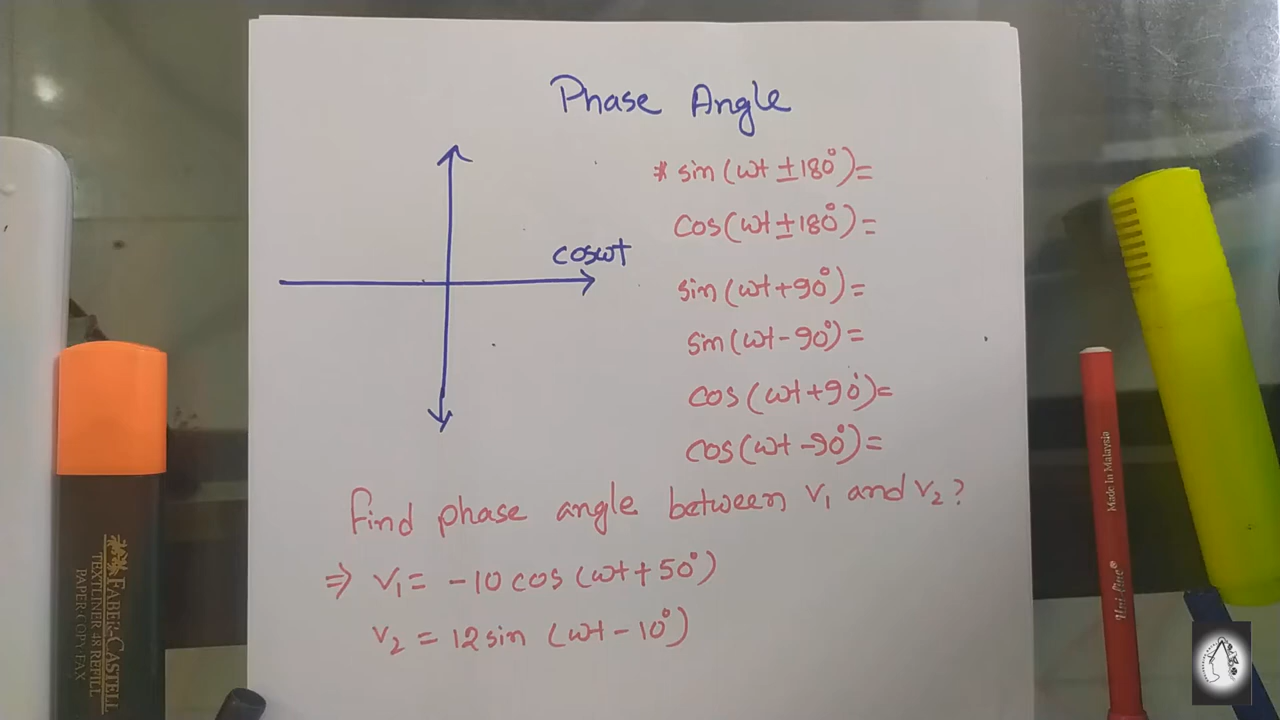 Phase Angle
* sin(ωt ± 180°)=
cos(ωt ± 180°)=
cosωt
sin(ωt+90°)=
sin(ωt-90°)=
cos(ωt+90°)=
cos(ωt-90°)=
find phase angle between V₁ and V₂?
⇒ V₁ = -10 cos (ωt + 50°)
V₂ = 12 sin (ωt - 10°)
FABER-CASTELL
TEXTLINER 48 REFILL
PAPER COPY FAX
Made In Malaysia
Uni-line®